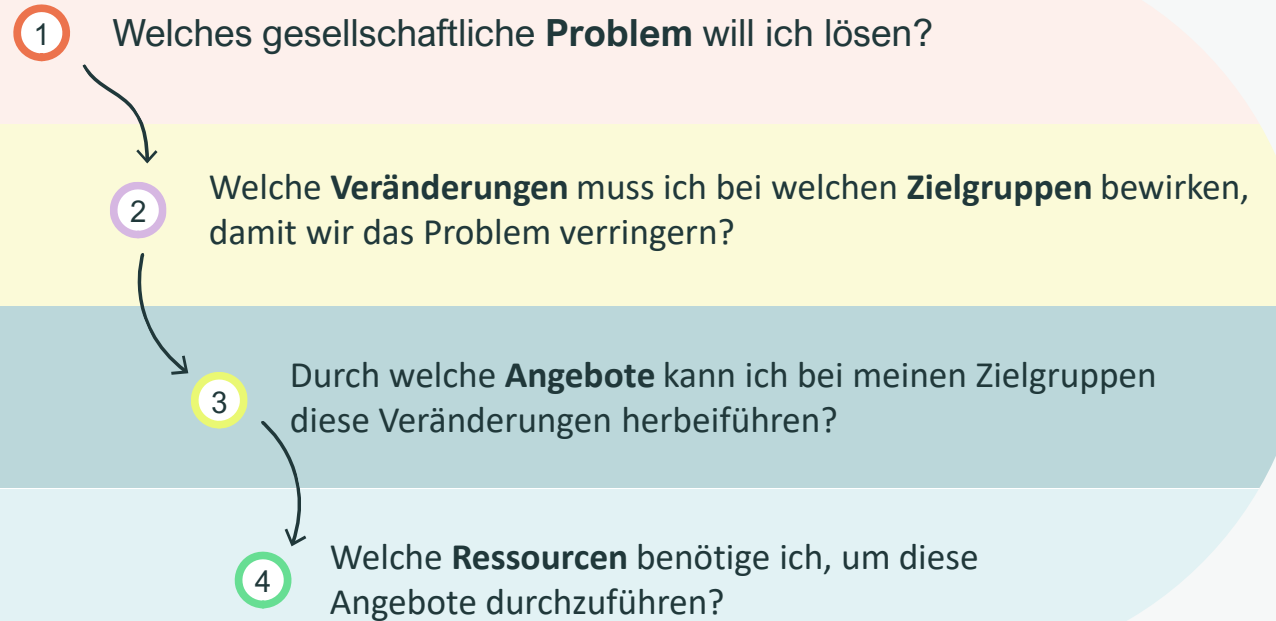 1
Welches gesellschaftliche Problem will ich lösen?
2
Welche Veränderungen muss ich bei welchen Zielgruppen bewirken,
damit wir das Problem verringern?
3
Durch welche Angebote kann ich bei meinen Zielgruppen
diese Veränderungen herbeiführen?
4
Welche Ressourcen benötige ich, um diese
Angebote durchzuführen?